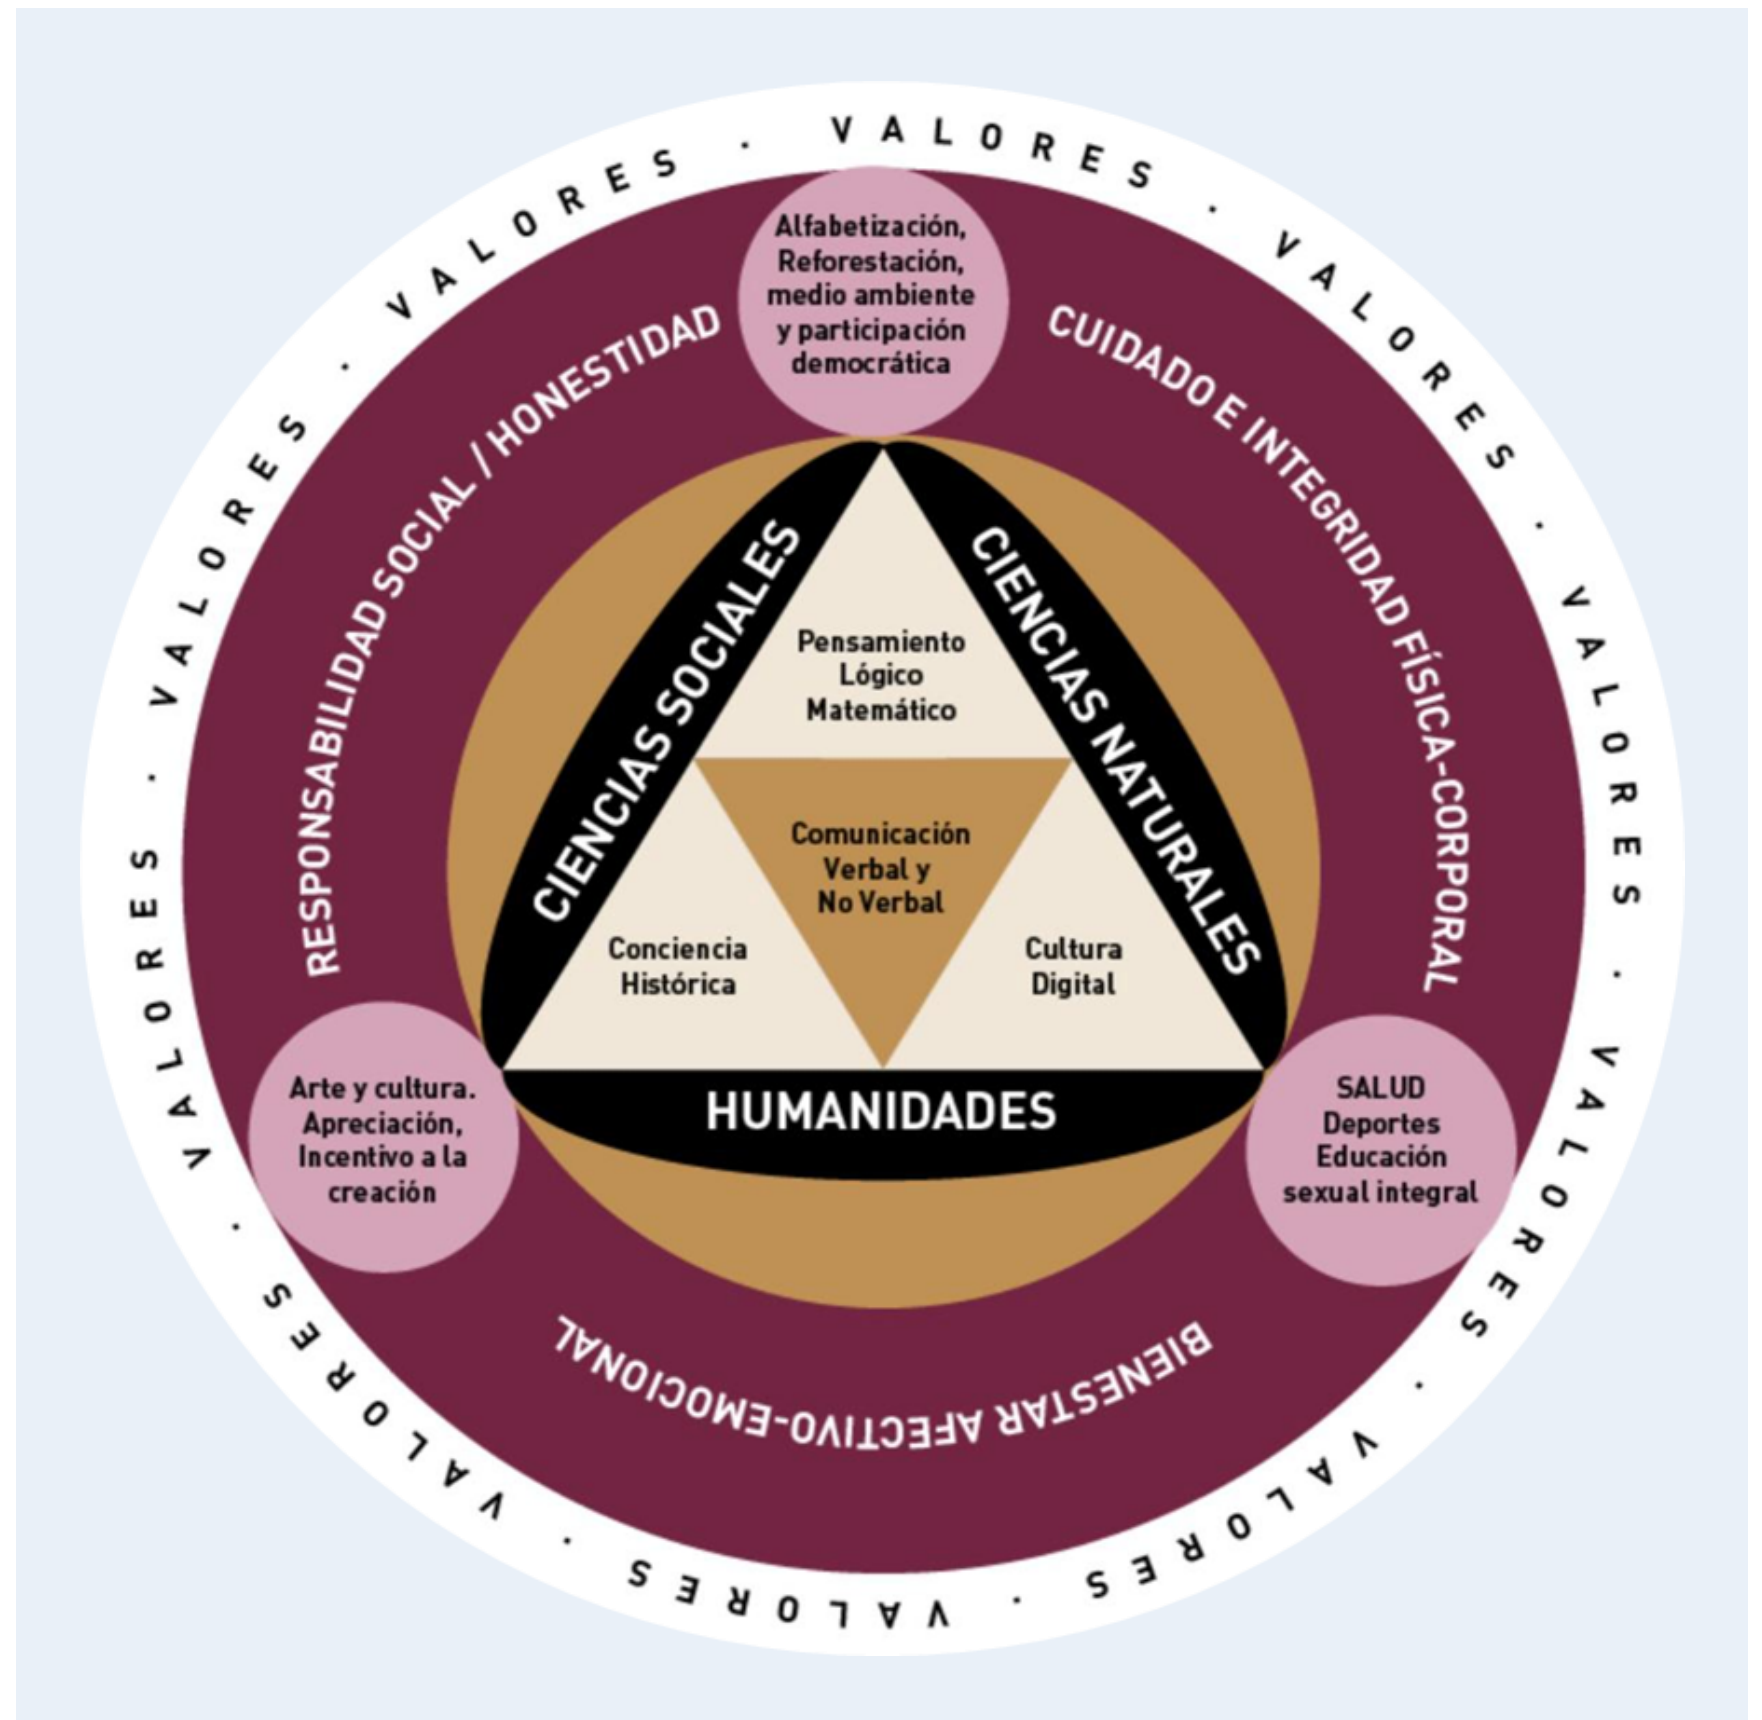 VALORES · VALORES · VALORES · VALORES · VALORES · VALORES · VALORES · VALORES · VALORES · VALORES ·
Alfabetización,
Reforestación,
medio ambiente
y participación
democrática
RESPONSABILIDAD SOCIAL / HONESTIDAD
CUIDADO E INTEGRIDAD FÍSICA-CORPORAL
CIENCIAS SOCIALES
CIENCIAS NATURALES
Pensamiento
Lógico
Matemático
Comunicación
Verbal y
No Verbal
Conciencia
Histórica
Cultura
Digital
HUMANIDADES
Arte y cultura.
Apreciación,
Incentivo a la
creación
SALUD
Deportes
Educación
sexual integral
BIENESTAR AFECTIVO-EMOCIONAL